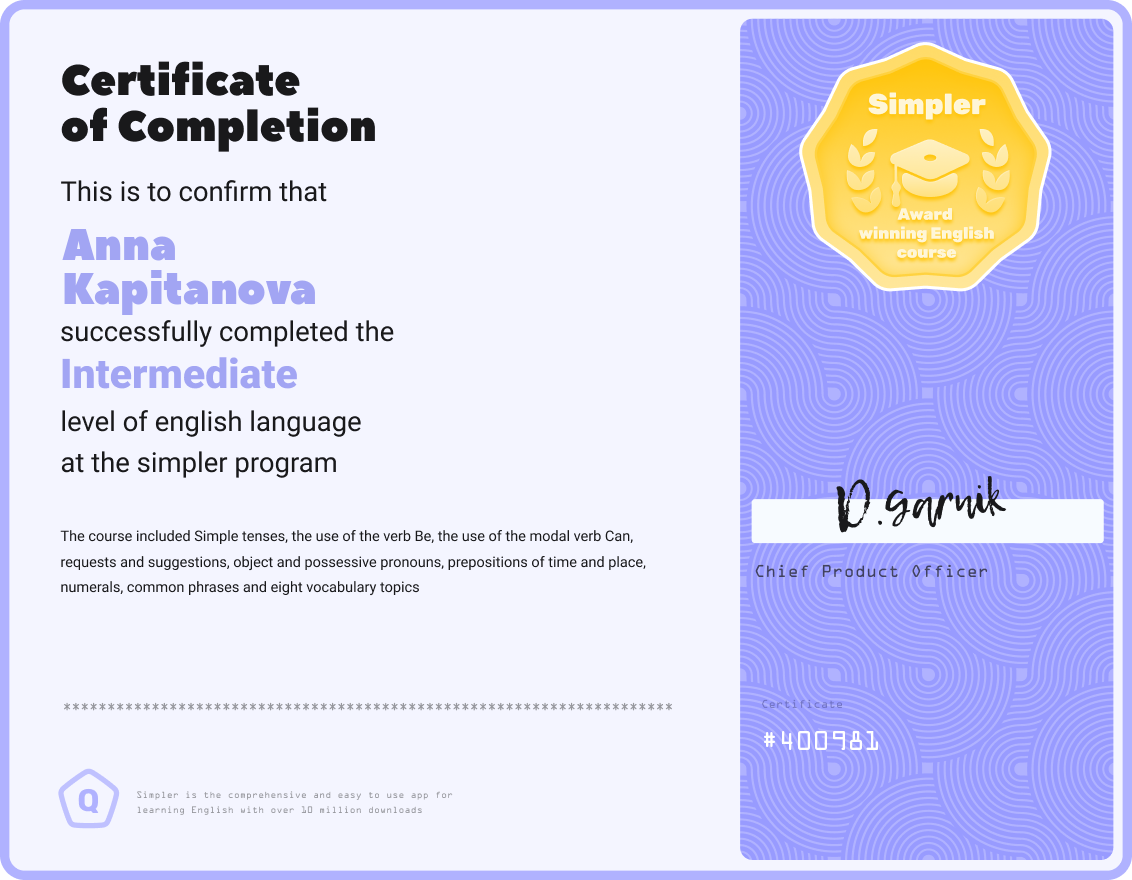 Certificate
of Completion
This is to confirm that
Anna
Kapitanova
successfully completed the
Intermediate
level of english language
at the simpler program
The course included Simple tenses, the use of the verb Be, the use of the modal verb Can,
requests and suggestions, object and possessive pronouns, prepositions of time and place,
numerals, common phrases and eight vocabulary topics
*********************************************************************
Q
Simpler is the comprehensive and easy to use app for
learning English with over 10 million downloads
Simpler
Award
winning English
course
D.Garnik
Chief Product Officer
Certificate
#400981